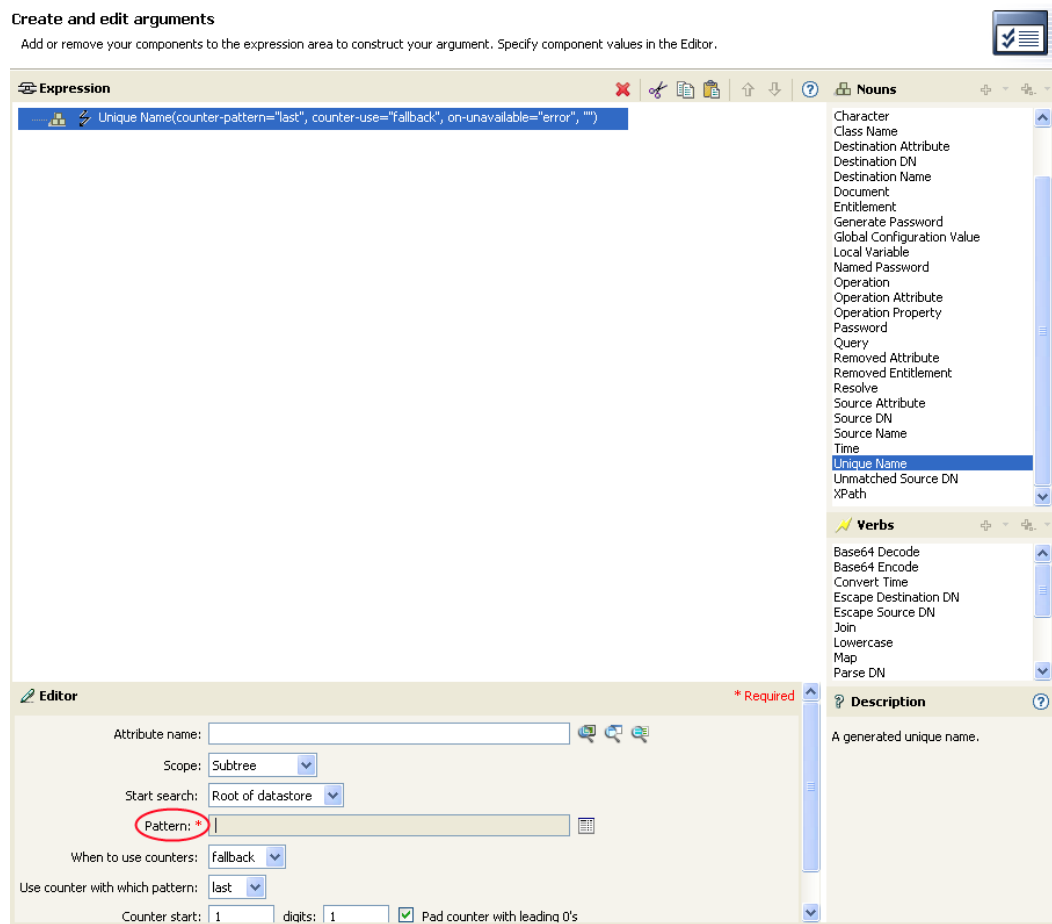 Create and edit arguments
Add or remove your components to the expression area to construct your argument. Specify component values in the Editor.
Expression
Unique Name(counter-pattern="last", counter-use="fallback", on-unavailable="error", "")
Nouns
Character
Class Name
Destination Attribute
Destination DN
Destination Name
Document
Entitlement
Generate Password
Global Configuration Value
Local Variable
Named Password
Operation
Operation Attribute
Operation Property
Password
Query
Removed Attribute
Removed Entitlement
Resolve
Source Attribute
Source DN
Source Name
Time
Unique Name
Unmatched Source DN
XPath
Verbs
Base64 Decode
Base64 Encode
Convert Time
Escape Destination DN
Escape Source DN
Join
Lowercase
Map
Parse DN
Editor * Required
Attribute name:
Scope: Subtree
Start search: Root of datastore
Pattern: *
When to use counters: fallback
Use counter with which pattern: last
Counter start: 1 digits: 1 Pad counter with leading 0's
Description
A generated unique name.